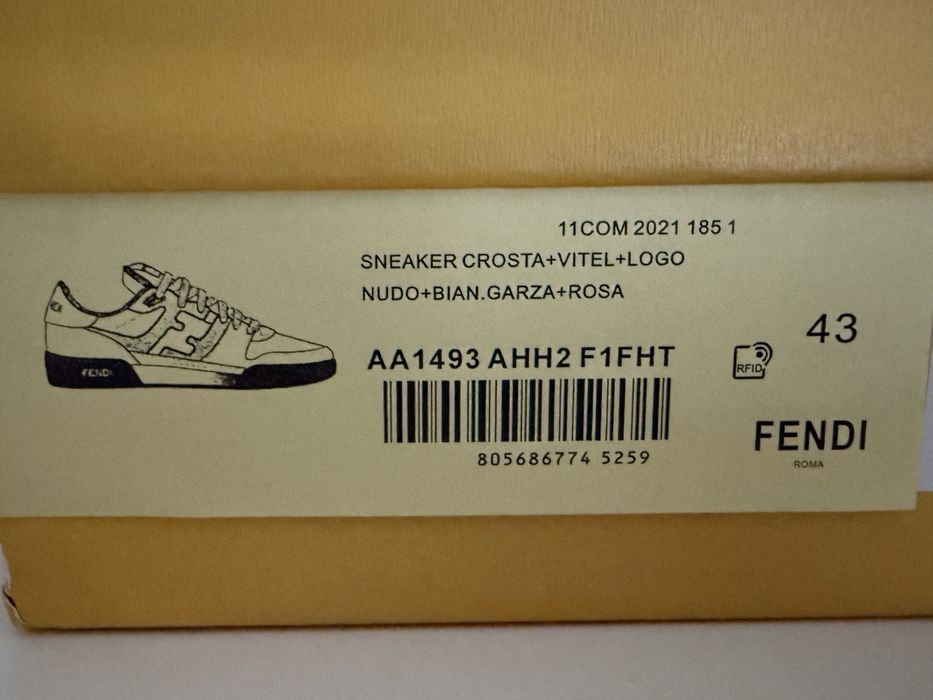 11COM 2021 185 1
SNEAKER CROSTA+VITEL+LOGO
NUDO+BIAN.GARZA+ROSA
43
AA1493 AHH2 F1FHT
RFID
805686774 5259
FENDI
ROMA
FENDI